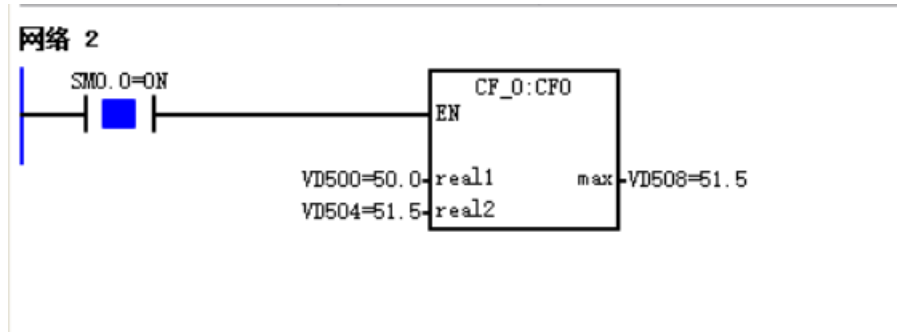 网络 2
SM0.0=ON
CF_0:CF0
EN
VD500=50.0 real1 max VD508=51.5
VD504=51.5 real2